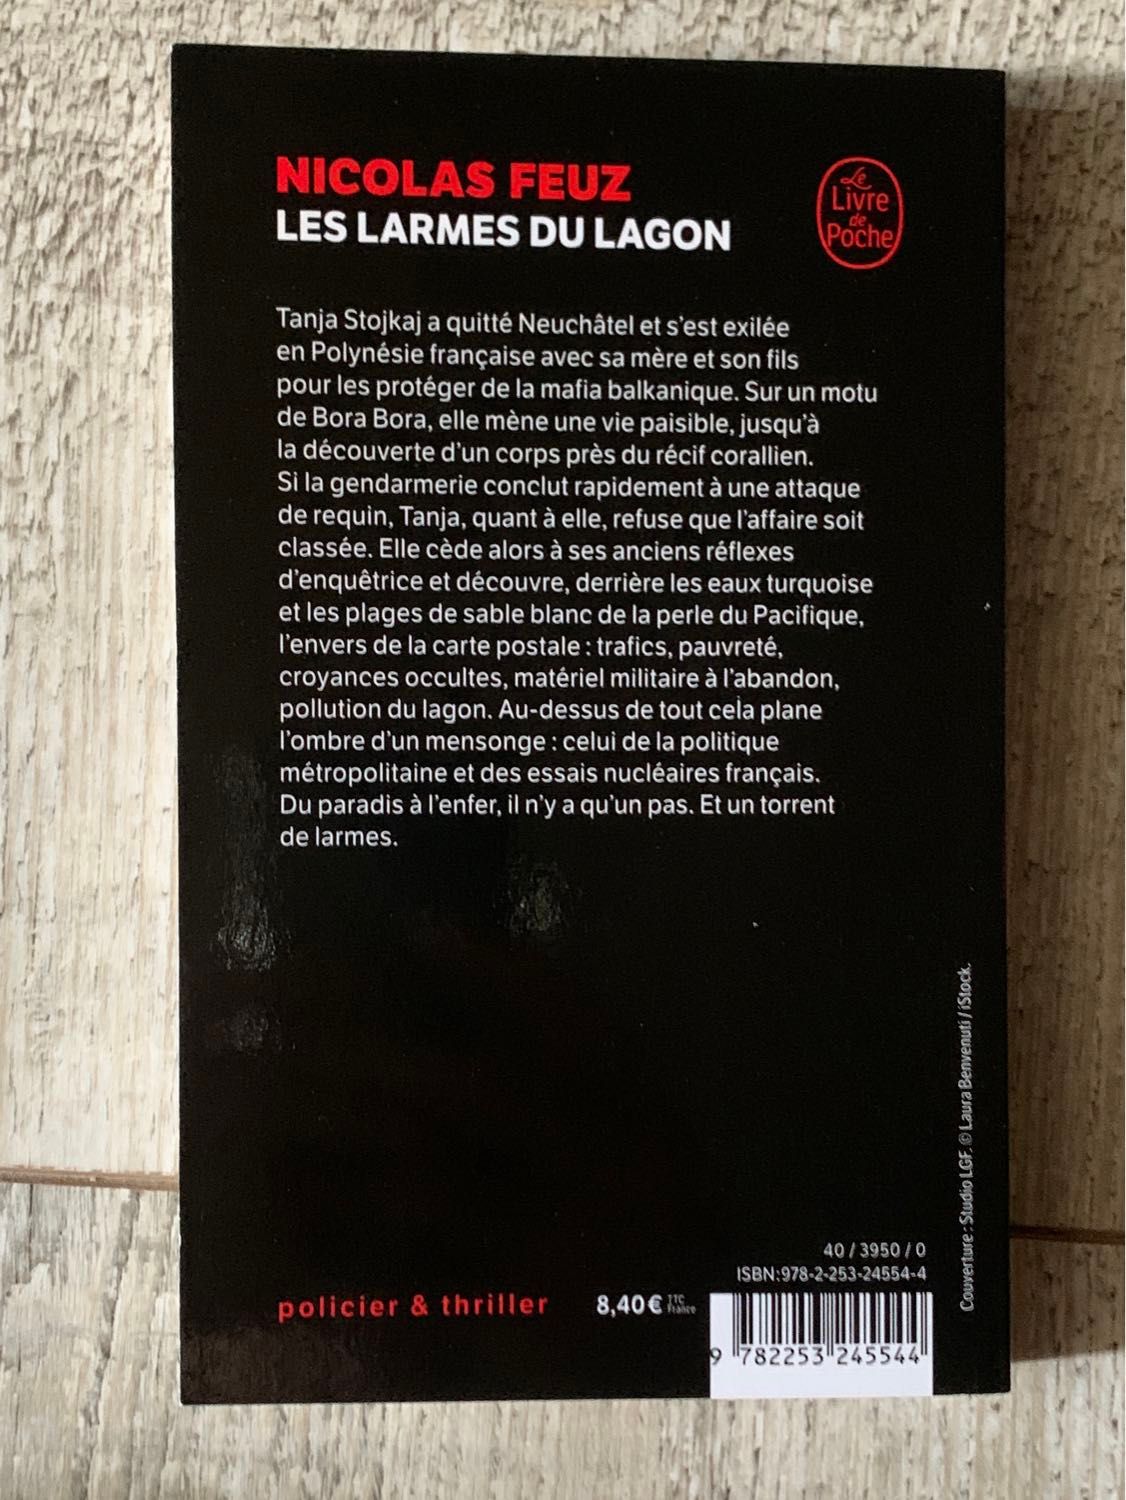 NICOLAS FEUZ
LES LARMES DU LAGON
Le
Livre
de
Poche
Tanja Stojkaj a quitté Neuchâtel et s'est exilée
en Polynésie française avec sa mère et son fils
pour les protéger de la mafia balkanique. Sur un motu
de Bora Bora, elle mène une vie paisible, jusqu'à
la découverte d'un corps près du récif corallien.
Si la gendarmerie conclut rapidement à une attaque
de requin, Tanja, quant à elle, refuse que l'affaire soit
classée. Elle cède alors à ses anciens réflexes
d'enquêtrice et découvre, derrière les eaux turquoise
et les plages de sable blanc de la perle du Pacifique,
l'envers de la carte postale : trafics, pauvreté,
croyances occultes, matériel militaire à l'abandon,
pollution du lagon. Au-dessus de tout cela plane
l'ombre d'un mensonge : celui de la politique
métropolitaine et des essais nucléaires français.
Du paradis à l'enfer, il n'y a qu'un pas. Et un torrent
de larmes.
Couverture : Studio LGF. © Laura Benvenuti / iStock.
40 / 3950 / 0
ISBN:978-2-253-24554-4
policier & thriller
8,40 € TTC
France
9 782253 245544